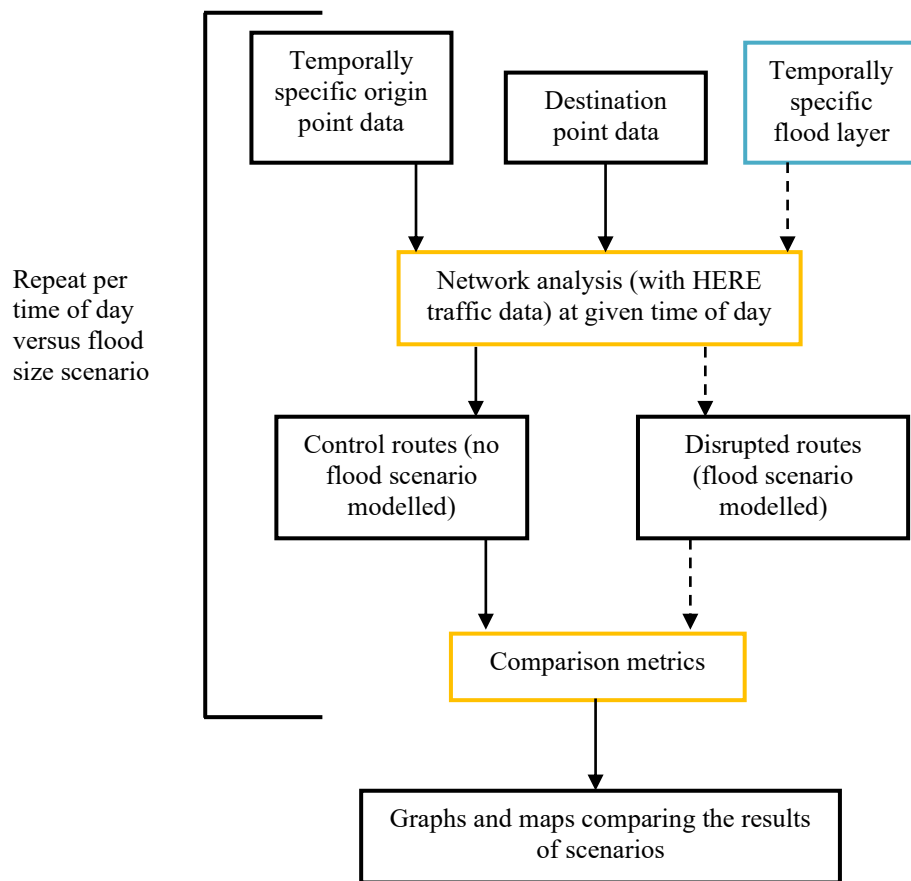 Temporally
specific origin
point data
Destination
point data
Temporally
specific
flood layer
Repeat per
time of day
versus flood
size scenario
Network analysis (with HERE
traffic data) at given time of day
Control routes (no
flood scenario
modelled)
Disrupted routes
(flood scenario
modelled)
Comparison metrics
Graphs and maps comparing the results
of scenarios